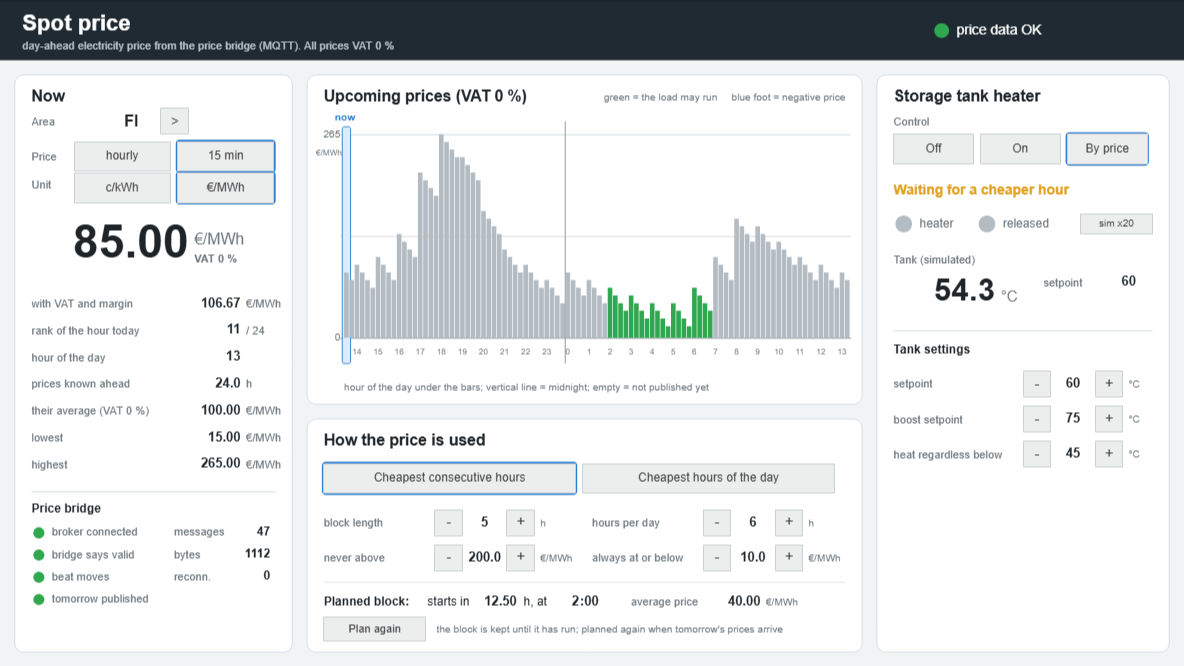 Spot price
day-ahead electricity price from the price bridge (MQTT). All prices VAT 0 %
price data OK
Now
Area FI >
Price hourly 15 min
Unit c/kWh €/MWh
85.00 €/MWh
VAT 0 %
with VAT and margin 106.67 €/MWh
rank of the hour today 11 / 24
hour of the day 13
prices known ahead 24.0 h
their average (VAT 0 %) 100.00 €/MWh
lowest 15.00 €/MWh
highest 265.00 €/MWh
Price bridge
broker connected messages 47
bridge says valid bytes 1112
beat moves reconn. 0
tomorrow published
Upcoming prices (VAT 0 %) green = the load may run blue foot = negative price
now
265
€/MWh
0
14 15 16 17 18 19 20 21 22 23 0 1 2 3 4 5 6 7 8 9 10 11 12 13
hour of the day under the bars; vertical line = midnight; empty = not published yet
How the price is used
Cheapest consecutive hours Cheapest hours of the day
block length - 5 + h hours per day - 6 + h
never above - 200.0 + €/MWh always at or below - 10.0 + €/MWh
Planned block: starts in 12.50 h, at 2:00 average price 40.00 €/MWh
Plan again the block is kept until it has run; planned again when tomorrow's prices arrive
Storage tank heater
Control
Off On By price
Waiting for a cheaper hour
heater released sim x20
Tank (simulated)
54.3 °C setpoint 60
Tank settings
setpoint - 60 + °C
boost setpoint - 75 + °C
heat regardless below - 45 + °C